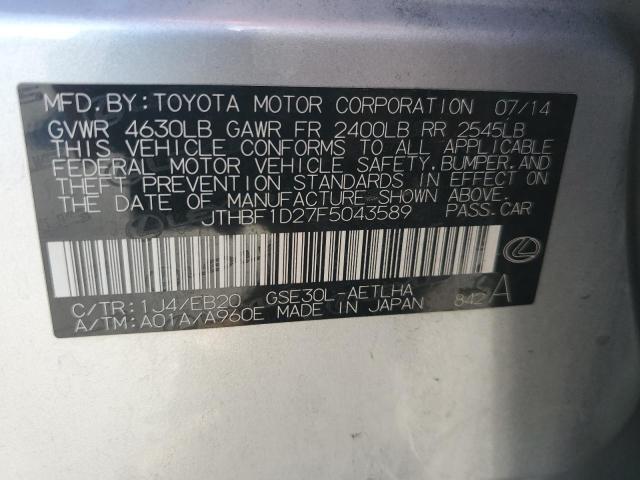 MFD.BY:TOYOTA MOTOR CORPORATION 07/14
GVWR 4630LB GAWR FR 2400LB RR 2545LB
THIS VEHICLE CONFORMS TO ALL APPLICABLE
FEDERAL MOTOR VEHICLE SAFETY, BUMPER, AND
THEFT PREVENTION STANDARDS IN EFFECT ON
THE DATE OF MANUFACTURE SHOWN ABOVE.
JTHBF1D27F5043589 PASS.CAR
C/TR:1J4/EB20 GSE30L-AETLHA
A/TM:A01A/A960E MADE IN JAPAN 842 A